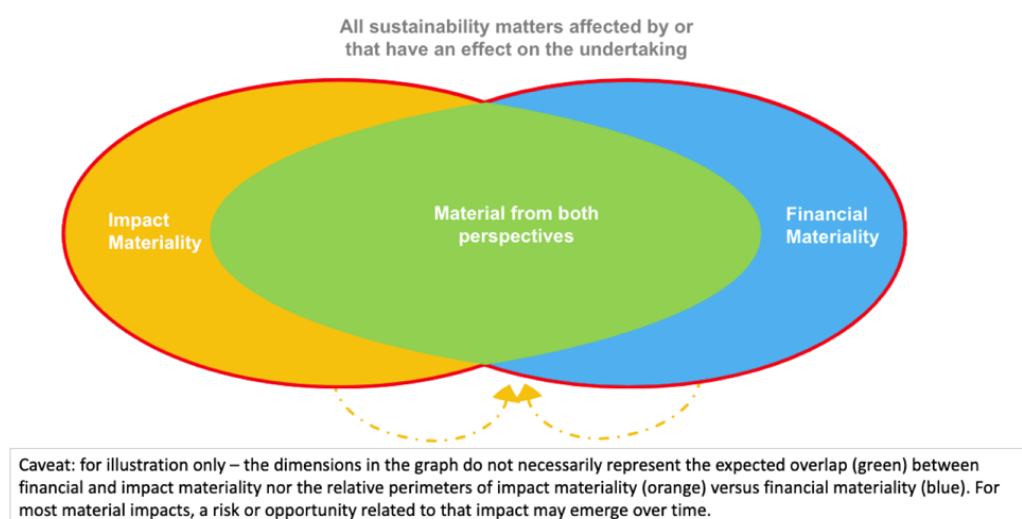 All sustainability matters affected by or
that have an effect on the undertaking
Impact
Materiality
Material from both
perspectives
Financial
Materiality
Caveat: for illustration only – the dimensions in the graph do not necessarily represent the expected overlap (green) between
financial and impact materiality nor the relative perimeters of impact materiality (orange) versus financial materiality (blue). For
most material impacts, a risk or opportunity related to that impact may emerge over time.